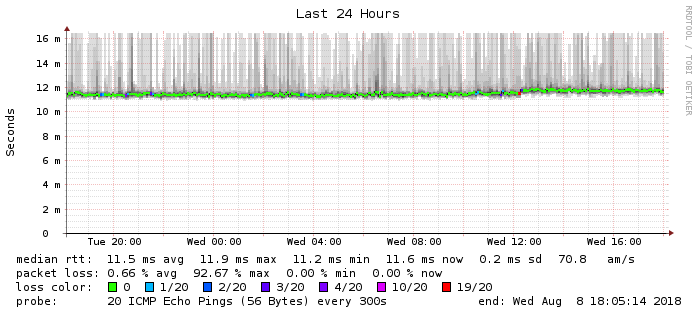 Last 24 Hours
RRDTOOL / TOBI OETIKER
Seconds
16 m
14 m
12 m
10 m
8 m
6 m
4 m
2 m
0
Tue 20:00 Wed 00:00 Wed 04:00 Wed 08:00 Wed 12:00 Wed 16:00
median rtt: 11.5 ms avg 11.9 ms max 11.2 ms min 11.6 ms now 0.2 ms sd 70.8 am/s
packet loss: 0.66 % avg 92.67 % max 0.00 % min 0.00 % now
loss color: 0 1/20 2/20 3/20 4/20 10/20 19/20
probe: 20 ICMP Echo Pings (56 Bytes) every 300s end: Wed Aug 8 18:05:14 2018